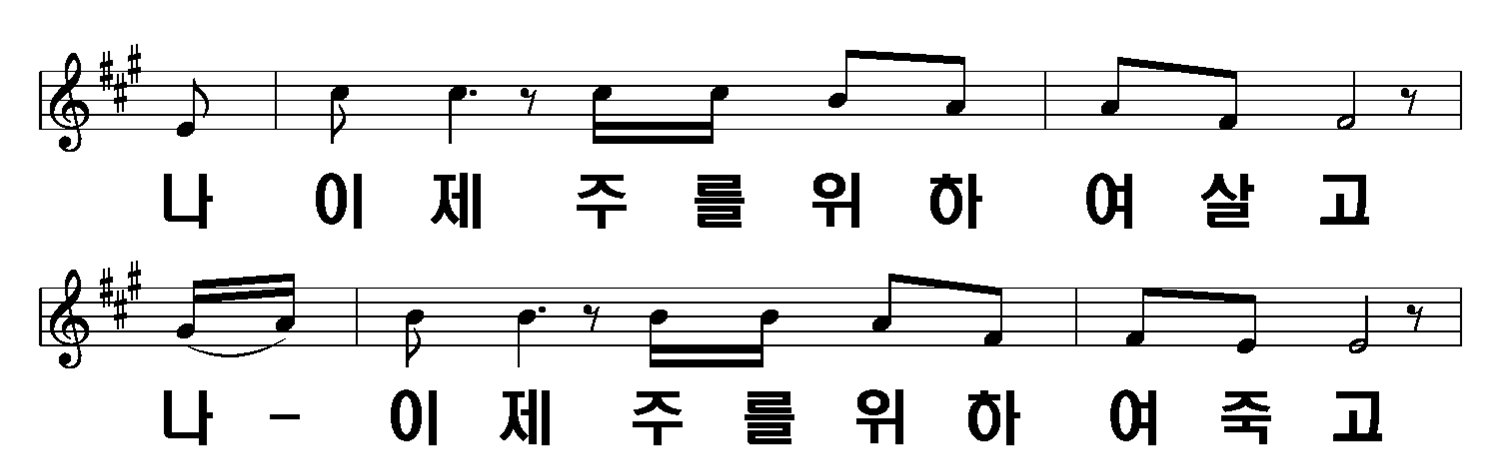 나 이 제 주 를 위 하 여 살 고
나 - 이 제 주 를 위 하 여 죽 고